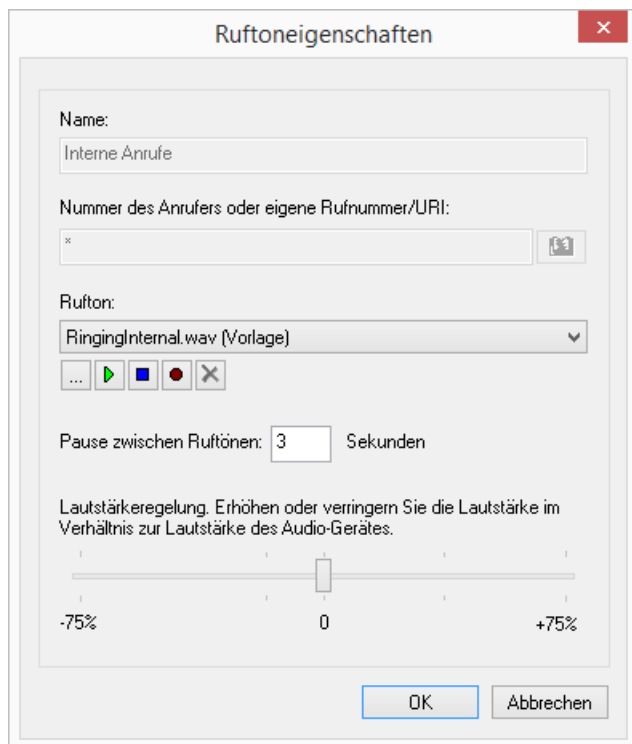 Ruftoneigenschaften
Name:
Interne Anrufe
Nummer des Anrufers oder eigene Rufnummer/URI:
*
Rufton:
RingingInternal.wav (Vorlage)
...
Pause zwischen Ruftönen: 3 Sekunden
Lautstärkeregelung. Erhöhen oder verringern Sie die Lautstärke im
Verhältnis zur Lautstärke des Audio-Gerätes.
-75% 0 +75%
OK Abbrechen